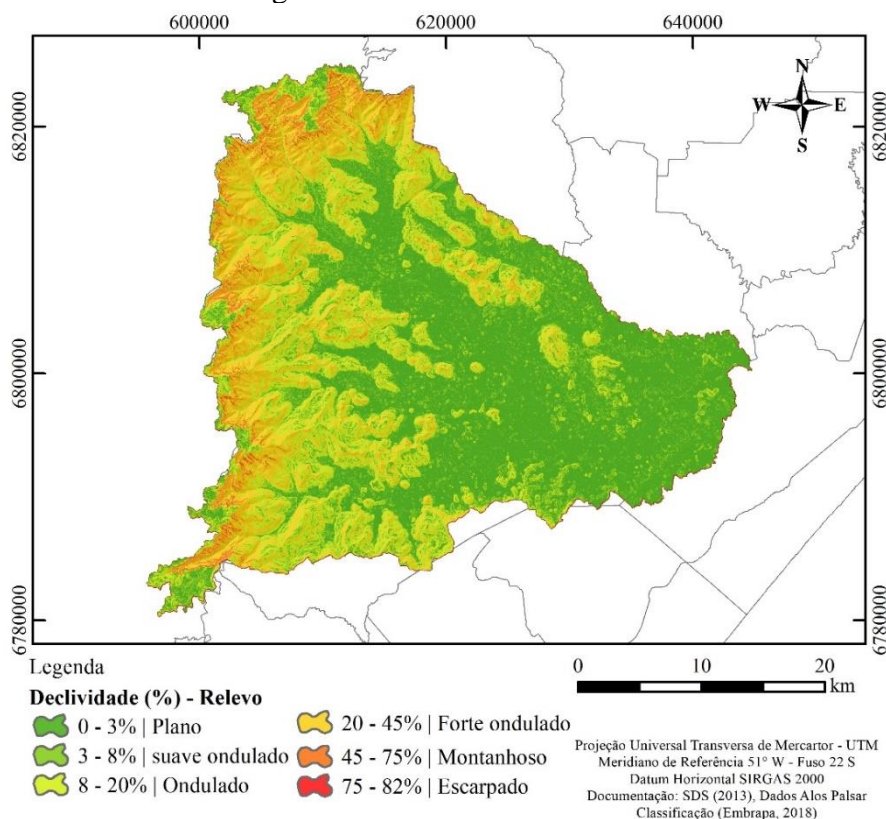 600000
620000
640000
N
W
E
S
6820000
6820000
6800000
6800000
6780000
6780000
Legenda
Declividade (%) - Relevo
0 - 3% | Plano
3 - 8% | suave ondulado
8 - 20% | Ondulado
20 - 45% | Forte ondulado
45 - 75% | Montanhoso
75 - 82% | Escarpado
0 10 20
km
Projeção Universal Transversa de Mercartor - UTM
Meridiano de Referência 51° W - Fuso 22 S
Datum Horizontal SIRGAS 2000
Documentação: SDS (2013), Dados Alos Palsar
Classificação (Embrapa, 2018)